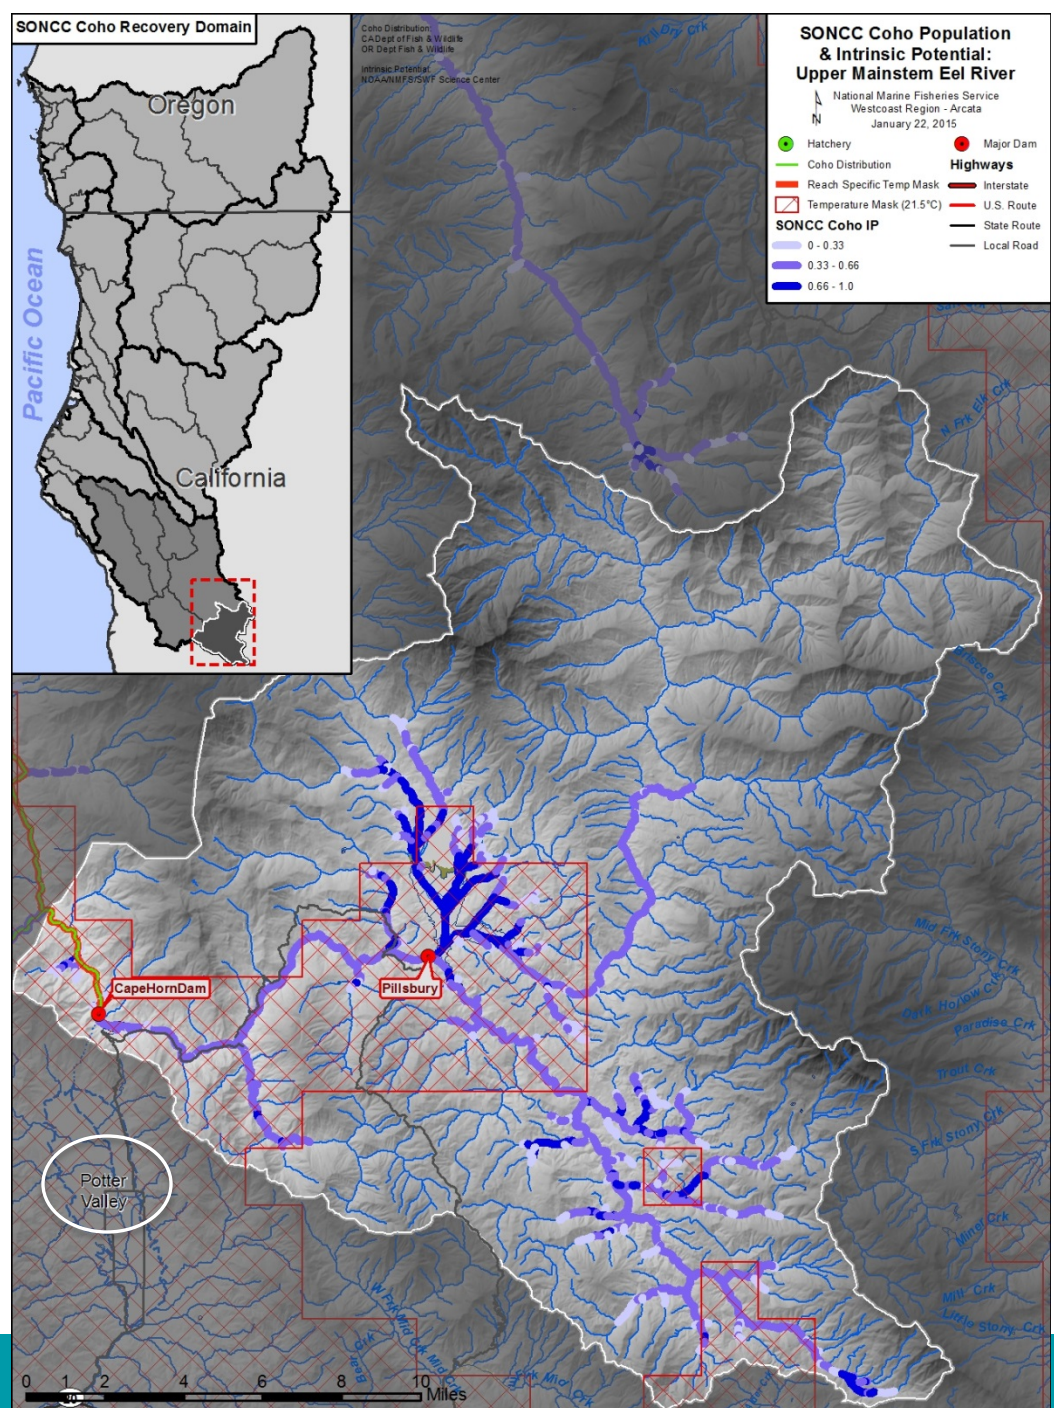 SONCC Coho Recovery Domain
Oregon
Pacific Ocean
California
Coho Distribution:
CA Dept of Fish & Wildlife
OR Dept Fish & Wildlife
Intrinsic Potential:
NOAA/NMFS/SWF Science Center
SONCC Coho Population
& Intrinsic Potential:
Upper Mainstem Eel River
National Marine Fisheries Service
Westcoast Region - Arcata
January 22, 2015
N
Hatchery
Major Dam
Coho Distribution
Highways
Reach Specific Temp Mask
Interstate
Temperature Mask (21.5°C)
U.S. Route
SONCC Coho IP
State Route
0 - 0.33
Local Road
0.33 - 0.66
0.66 - 1.0
Dry Crk
N Frk Elk Crk
Briscoe Crk
Mid Frk Stony Crk
Dark Hollow Crk
Paradise Crk
Trout Crk
S Frk Stony Crk
Miner Crk
Mill Crk
Little Stony Crk
CapeHornDam
Pillsbury
Potter
Valley
Bear Crk
0 1 2 4 6 8 10
Miles